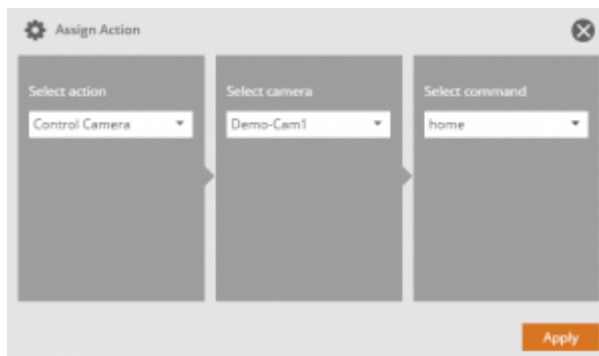 Assign Action
Select action
Control Camera
Select camera
Demo-Cam1
Select command
home
Apply